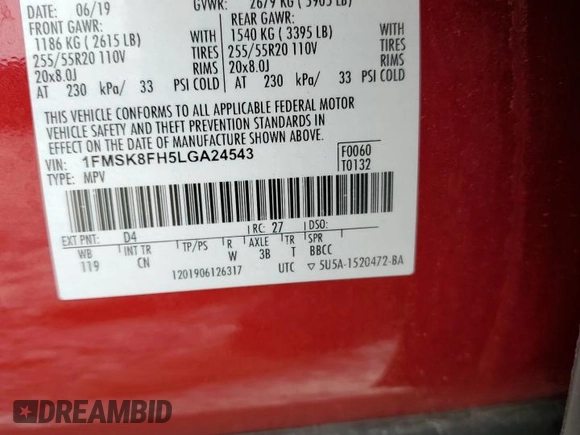 DATE: 06/19 GVWR: 2679 KG ( 5905 LB)
FRONT GAWR: REAR GAWR:
1186 KG ( 2615 LB) WITH 1540 KG ( 3395 LB)
255/55R20 110V TIRES 255/55R20 110V
20x8.0J RIMS 20x8.0J
AT 230 kPa/ 33 PSI COLD AT 230 kPa/ 33 PSI COLD
WITH
TIRES
RIMS
THIS VEHICLE CONFORMS TO ALL APPLICABLE FEDERAL MOTOR
VEHICLE SAFETY AND THEFT PREVENTION STANDARDS IN
EFFECT ON THE DATE OF MANUFACTURE SHOWN ABOVE.
VIN: 1FMSK8FH5LGA24543 F0060
TYPE: MPV T0132
EXT PNT: D4 RC: 27 DSO:
WB INT TR TP/PS R AXLE TR SPR
119 CN W 3B T BBCC
1201906126317 UTC ▽ 5U5A-1520472-BA
DREAMBID